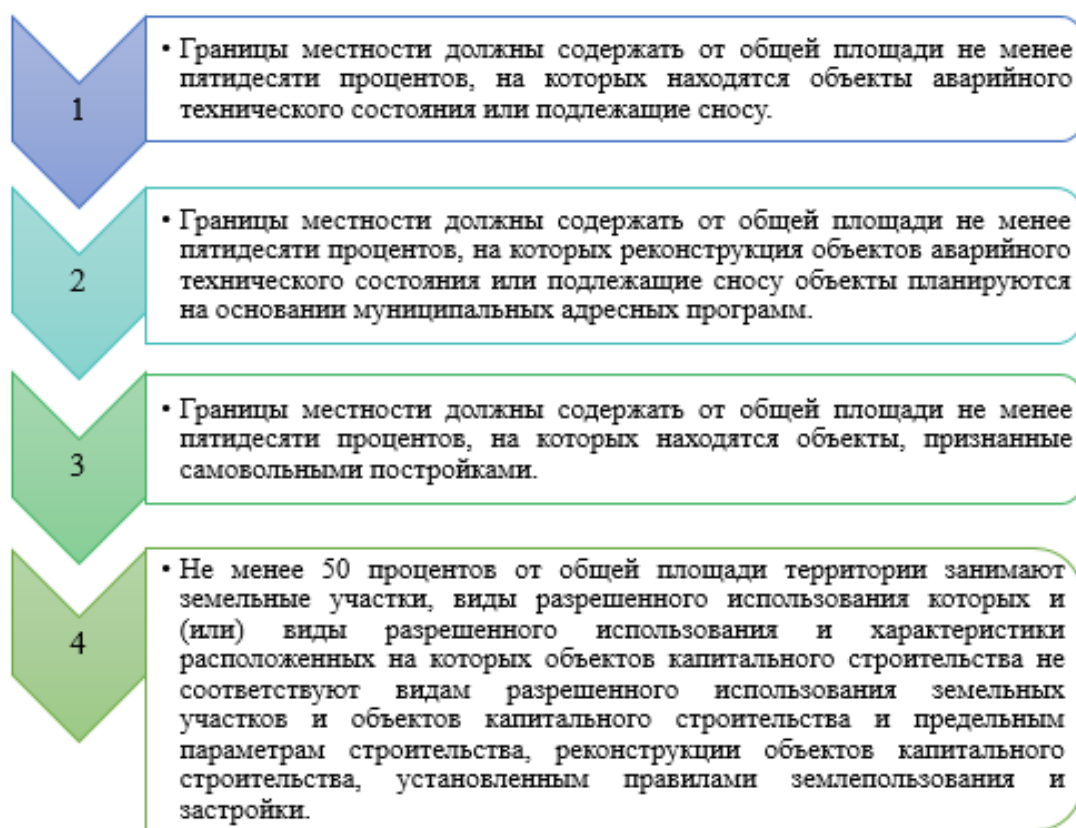 1
• Границы местности должны содержать от общей площади не менее
пятидесяти процентов, на которых находятся объекты аварийного
технического состояния или подлежащие сносу.
2
• Границы местности должны содержать от общей площади не менее
пятидесяти процентов, на которых реконструкция объектов аварийного
технического состояния или подлежащие сносу объекты планируются
на основании муниципальных адресных программ.
3
• Границы местности должны содержать от общей площади не менее
пятидесяти процентов, на которых находятся объекты, признанные
самовольными постройками.
4
• Не менее 50 процентов от общей площади территории занимают
земельные участки, виды разрешенного использования которых и
(или) виды разрешенного использования и характеристики
расположенных на которых объектов капитального строительства не
соответствуют видам разрешенного использования земельных
участков и объектов капитального строительства и предельным
параметрам строительства, реконструкции объектов капитального
строительства, установленным правилами землепользования и
застройки.